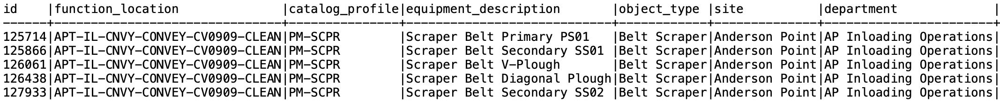 id    |function_location               |catalog_profile|equipment_description       |object_type |site          |department            |
------+--------------------------------+---------------+----------------------------+------------+--------------+-----------------------+
125714|APT-IL-CNVY-CONVEY-CV0909-CLEAN|PM-SCPR        |Scraper Belt Primary PS01   |Belt Scraper|Anderson Point|AP Inloading Operations|
125866|APT-IL-CNVY-CONVEY-CV0909-CLEAN|PM-SCPR        |Scraper Belt Secondary SS01 |Belt Scraper|Anderson Point|AP Inloading Operations|
126061|APT-IL-CNVY-CONVEY-CV0909-CLEAN|PM-SCPR        |Scraper Belt V-Plough       |Belt Scraper|Anderson Point|AP Inloading Operations|
126438|APT-IL-CNVY-CONVEY-CV0909-CLEAN|PM-SCPR        |Scraper Belt Diagonal Plough|Belt Scraper|Anderson Point|AP Inloading Operations|
127933|APT-IL-CNVY-CONVEY-CV0909-CLEAN|PM-SCPR        |Scraper Belt Secondary SS02 |Belt Scraper|Anderson Point|AP Inloading Operations|